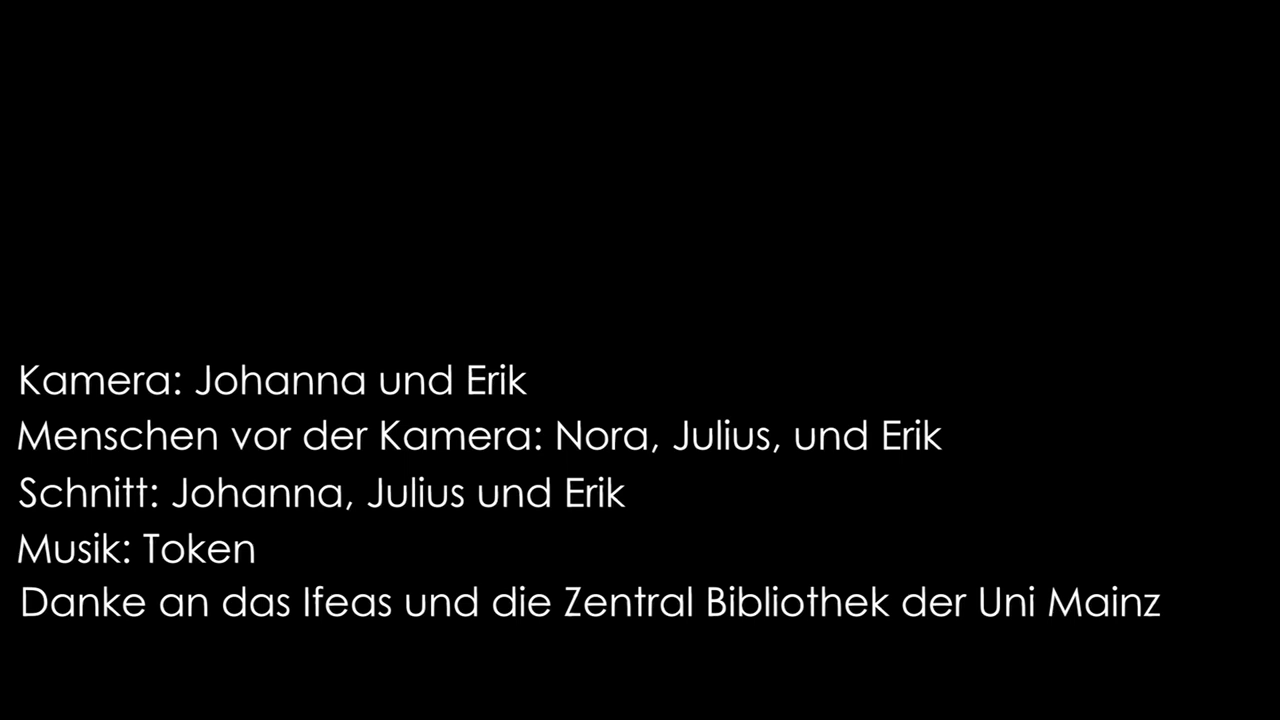 Kamera: Johanna und Erik
Menschen vor der Kamera: Nora, Julius, und Erik
Schnitt: Johanna, Julius und Erik
Musik: Token
Danke an das Ifeas und die Zentral Bibliothek der Uni Mainz